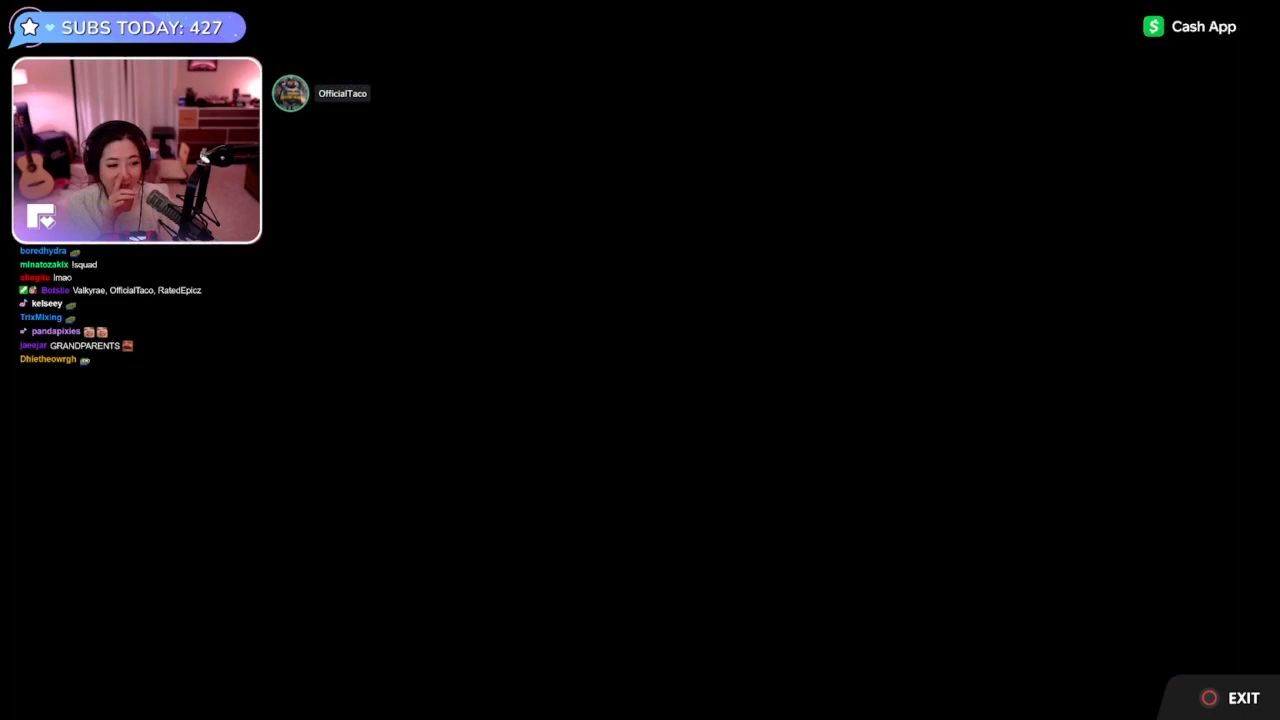 SUBS TODAY: 427
Cash App
OfficialTaco
boredhydra
minatozakix !squad
abegitu lmao
Botslie Valkyrae, OfficialTaco, RatedEpicz
kelseey
TrixMixing
pandapixies
jaeejar GRANDPARENTS
Dhietheowrgh
EXIT